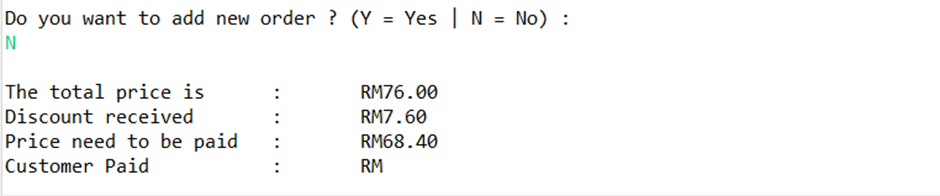 Do you want to add new order ? (Y = Yes | N = No) :
N
The total price is : RM76.00
Discount received : RM7.60
Price need to be paid : RM68.40
Customer Paid : RM